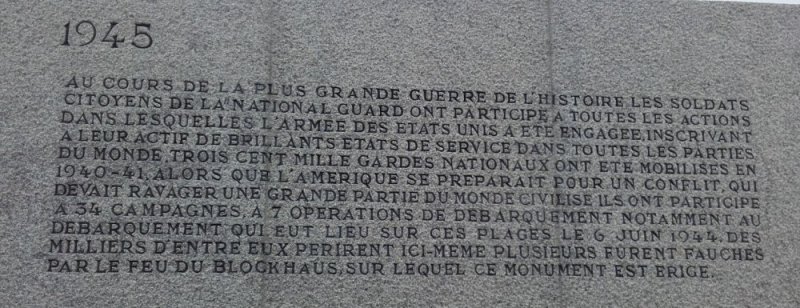 1945
AU COURS DE LA PLUS GRANDE GUERRE DE L'HISTOIRE LES SOLDATS
CITOYENS DE LA NATIONAL GUARD ONT PARTICIPE A TOUTES LES ACTIONS
DANS LESQUELLES L'ARMEE DES ETATS UNIS A ETE ENGAGEE, INSCRIVANT
A LEUR ACTIF DE BRILLANTS ETATS DE SERVICE DANS TOUTES LES PARTIES
DU MONDE, TROIS CENT MILLE GARDES NATIONAUX ONT ETE MOBILISES EN
1940-41, ALORS QUE L'AMERIQUE SE PREPARAIT POUR UN CONFLIT, QUI
DEVAIT RAVAGER UNE GRANDE PARTIE DU MONDE CIVILISE ILS ONT PARTICIPE
A 34 CAMPAGNES, A 7 OPERATIONS DE DEBARQUEMENT NOTAMMENT AU
DEBARQUEMENT QUI EUT LIEU SUR CES PLAGES LE 6 JUIN 1944. DES
MILLIERS D'ENTRE EUX PERIRENT ICI-MEME PLUSIEURS FURENT FAUCHES
PAR LE FEU DU BLOCKHAUS, SUR LEQUEL CE MONUMENT EST ERIGE.